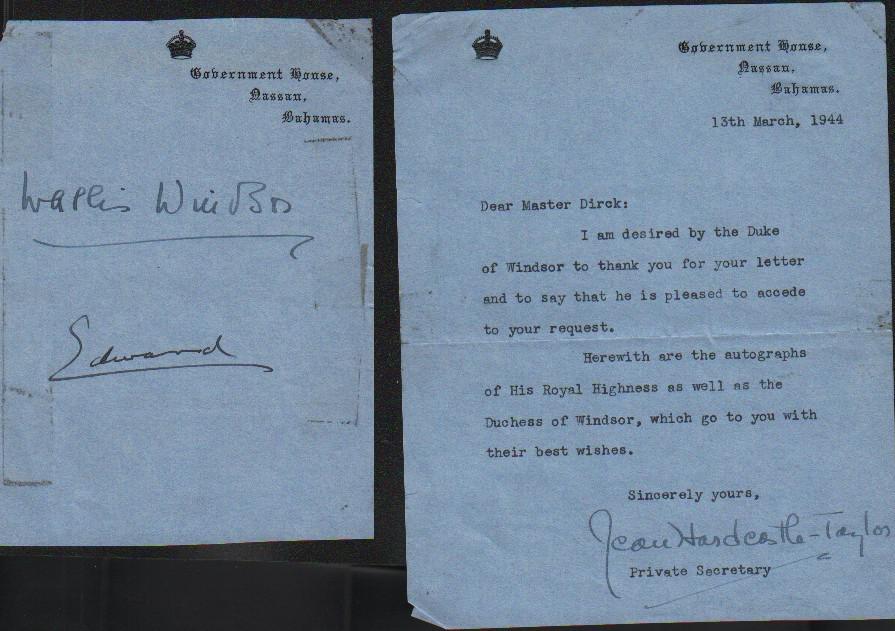 Government House,
Nassau,
Bahamas.
Wallis Windsor
Edward
Government House,
Nassau,
Bahamas.
13th March, 1944
Dear Master Dirck:
I am desired by the Duke
of Windsor to thank you for your letter
and to say that he is pleased to accede
to your request.
Herewith are the autographs
of His Royal Highness as well as the
Duchess of Windsor, which go to you with
their best wishes.
Sincerely yours,
Jean Hardcastle-Taylor
Private Secretary